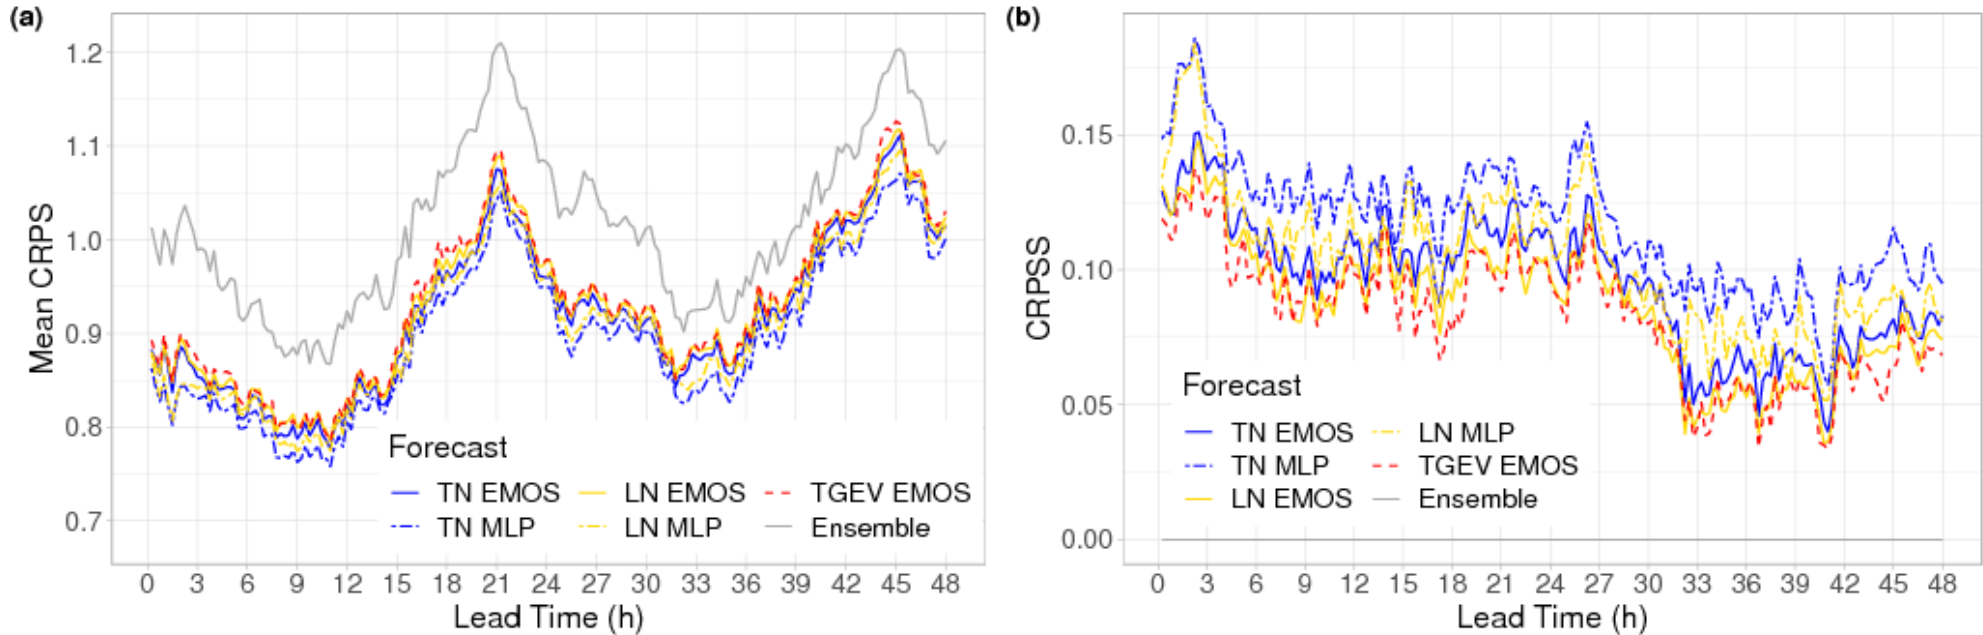 (a)
Mean CRPS
1.2
1.1
1.0
0.9
0.8
0.7
Forecast
TN EMOS LN EMOS TGEV EMOS
TN MLP LN MLP Ensemble
0 3 6 9 12 15 18 21 24 27 30 33 36 39 42 45 48
Lead Time (h)
(b)
CRPSS
0.15
0.10
0.05
0.00
Forecast
TN EMOS LN MLP
TN MLP TGEV EMOS
LN EMOS Ensemble
0 3 6 9 12 15 18 21 24 27 30 33 36 39 42 45 48
Lead Time (h)